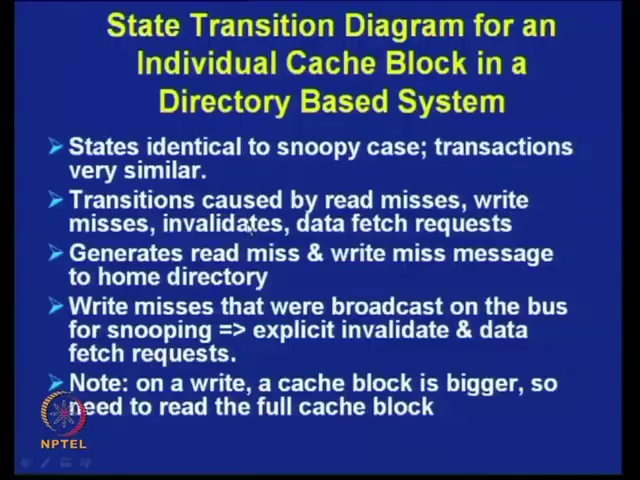 State Transition Diagram for an
Individual Cache Block in a
Directory Based System
States identical to snoopy case; transactions
very similar.
Transitions caused by read misses, write
misses, invalidates, data fetch requests
Generates read miss & write miss message
to home directory
Write misses that were broadcast on the bus
for snooping => explicit invalidate & data
fetch requests.
Note: on a write, a cache block is bigger, so
need to read the full cache block
NPTEL